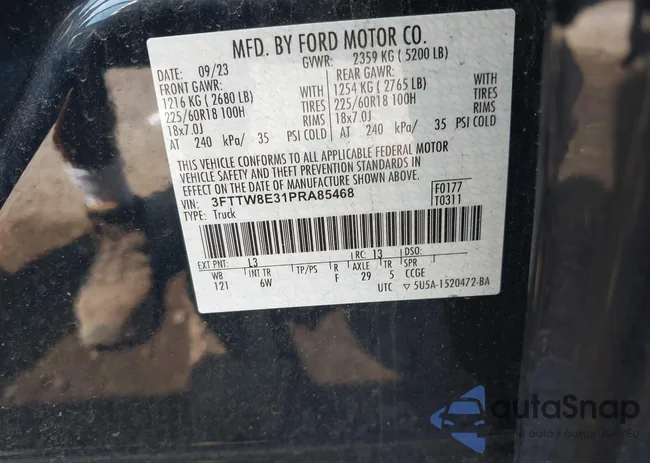 MFD. BY FORD MOTOR CO.
DATE: 09/23 GVWR: 2359 KG ( 5200 LB)
FRONT GAWR: REAR GAWR:
1216 KG ( 2680 LB) WITH 1254 KG ( 2765 LB) WITH
225/60R18 100H TIRES 225/60R18 100H TIRES
18x7.0J RIMS 18x7.0J RIMS
AT 240 kPa/ 35 PSI COLD AT 240 kPa/ 35 PSI COLD
THIS VEHICLE CONFORMS TO ALL APPLICABLE FEDERAL MOTOR
VEHICLE SAFETY AND THEFT PREVENTION STANDARDS IN
EFFECT ON THE DATE OF MANUFACTURE SHOWN ABOVE.
VIN: 3FTTW8E31PRA85468 F0177
TYPE: Truck T0311
EXT PNT: L3 RC: 13 DSO:
WB INT TR TP/PS R AXLE TR SPR
121 6W F 29 5 CCGE
UTC ▽ 5U5A-1520472-BA
autoSnap